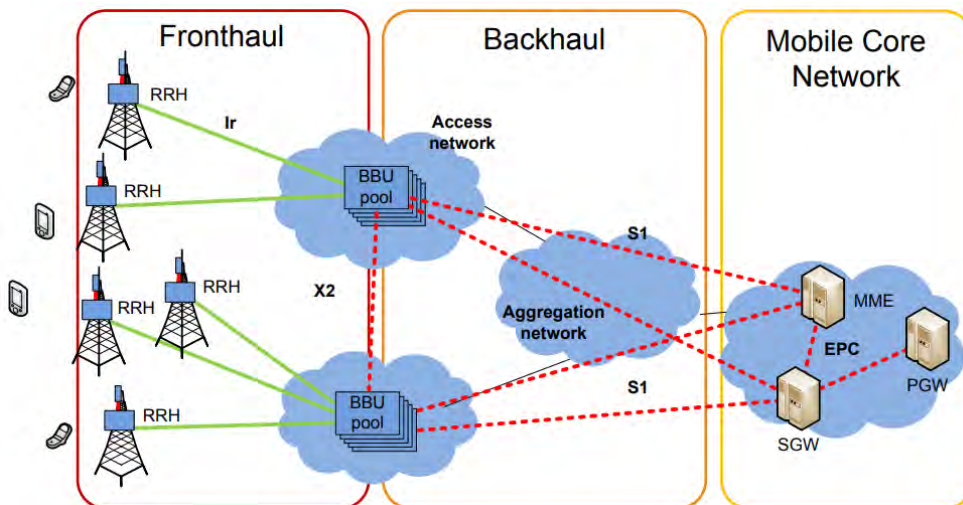 Fronthaul
Backhaul
Mobile Core
Network
RRH
Ir
Access
network
BBU
pool
RRH
S1
X2
RRH
RRH
Aggregation
network
MME
EPC
PGW
BBU
pool
S1
RRH
SGW